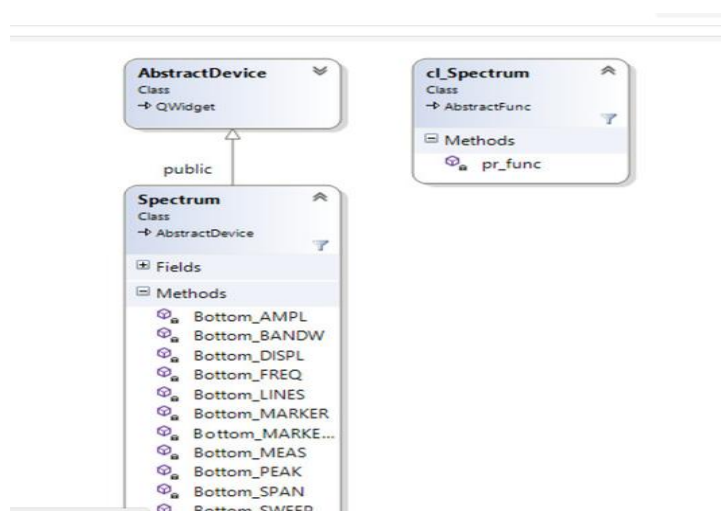 AbstractDevice
Class
QWidget
public
Spectrum
Class
AbstractDevice
Fields
Methods
Bottom_AMPL
Bottom_BANDW
Bottom_DISPL
Bottom_FREQ
Bottom_LINES
Bottom_MARKER
Bottom_MARKE...
Bottom_MEAS
Bottom_PEAK
Bottom_SPAN
Bottom_SWEEP
cl_Spectrum
Class
AbstractFunc
Methods
pr_func